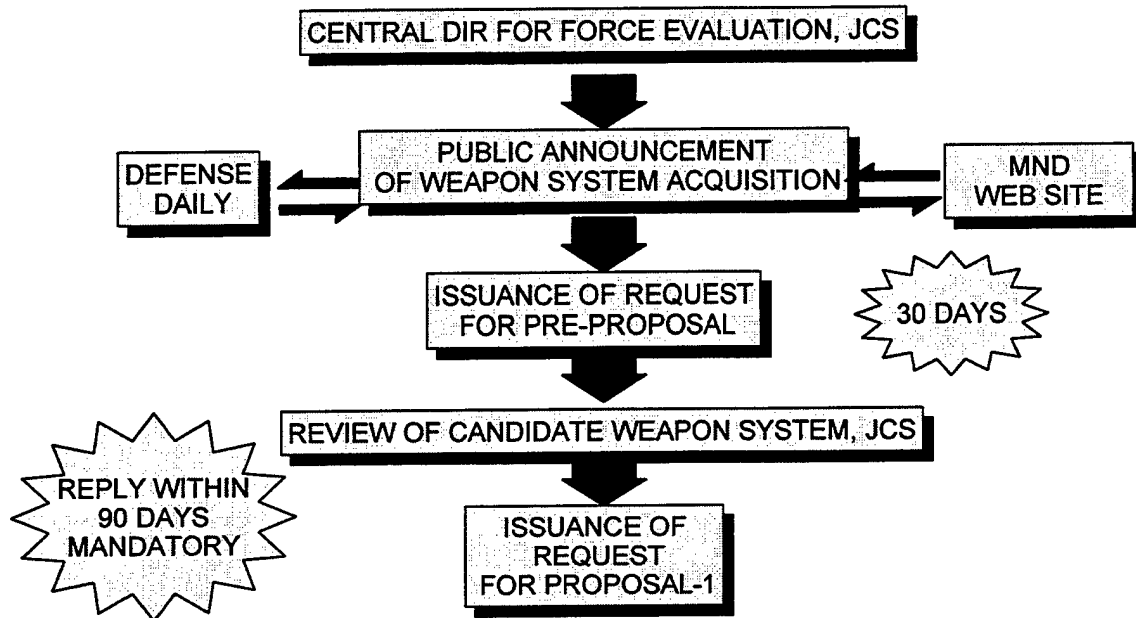 CENTRAL DIR FOR FORCE EVALUATION, JCS
PUBLIC ANNOUNCEMENT
OF WEAPON SYSTEM ACQUISITION
DEFENSE
DAILY
MND
WEB SITE
ISSUANCE OF REQUEST
FOR PRE-PROPOSAL
30 DAYS
REVIEW OF CANDIDATE WEAPON SYSTEM, JCS
REPLY WITHIN
90 DAYS
MANDATORY
ISSUANCE OF
REQUEST
FOR PROPOSAL-1